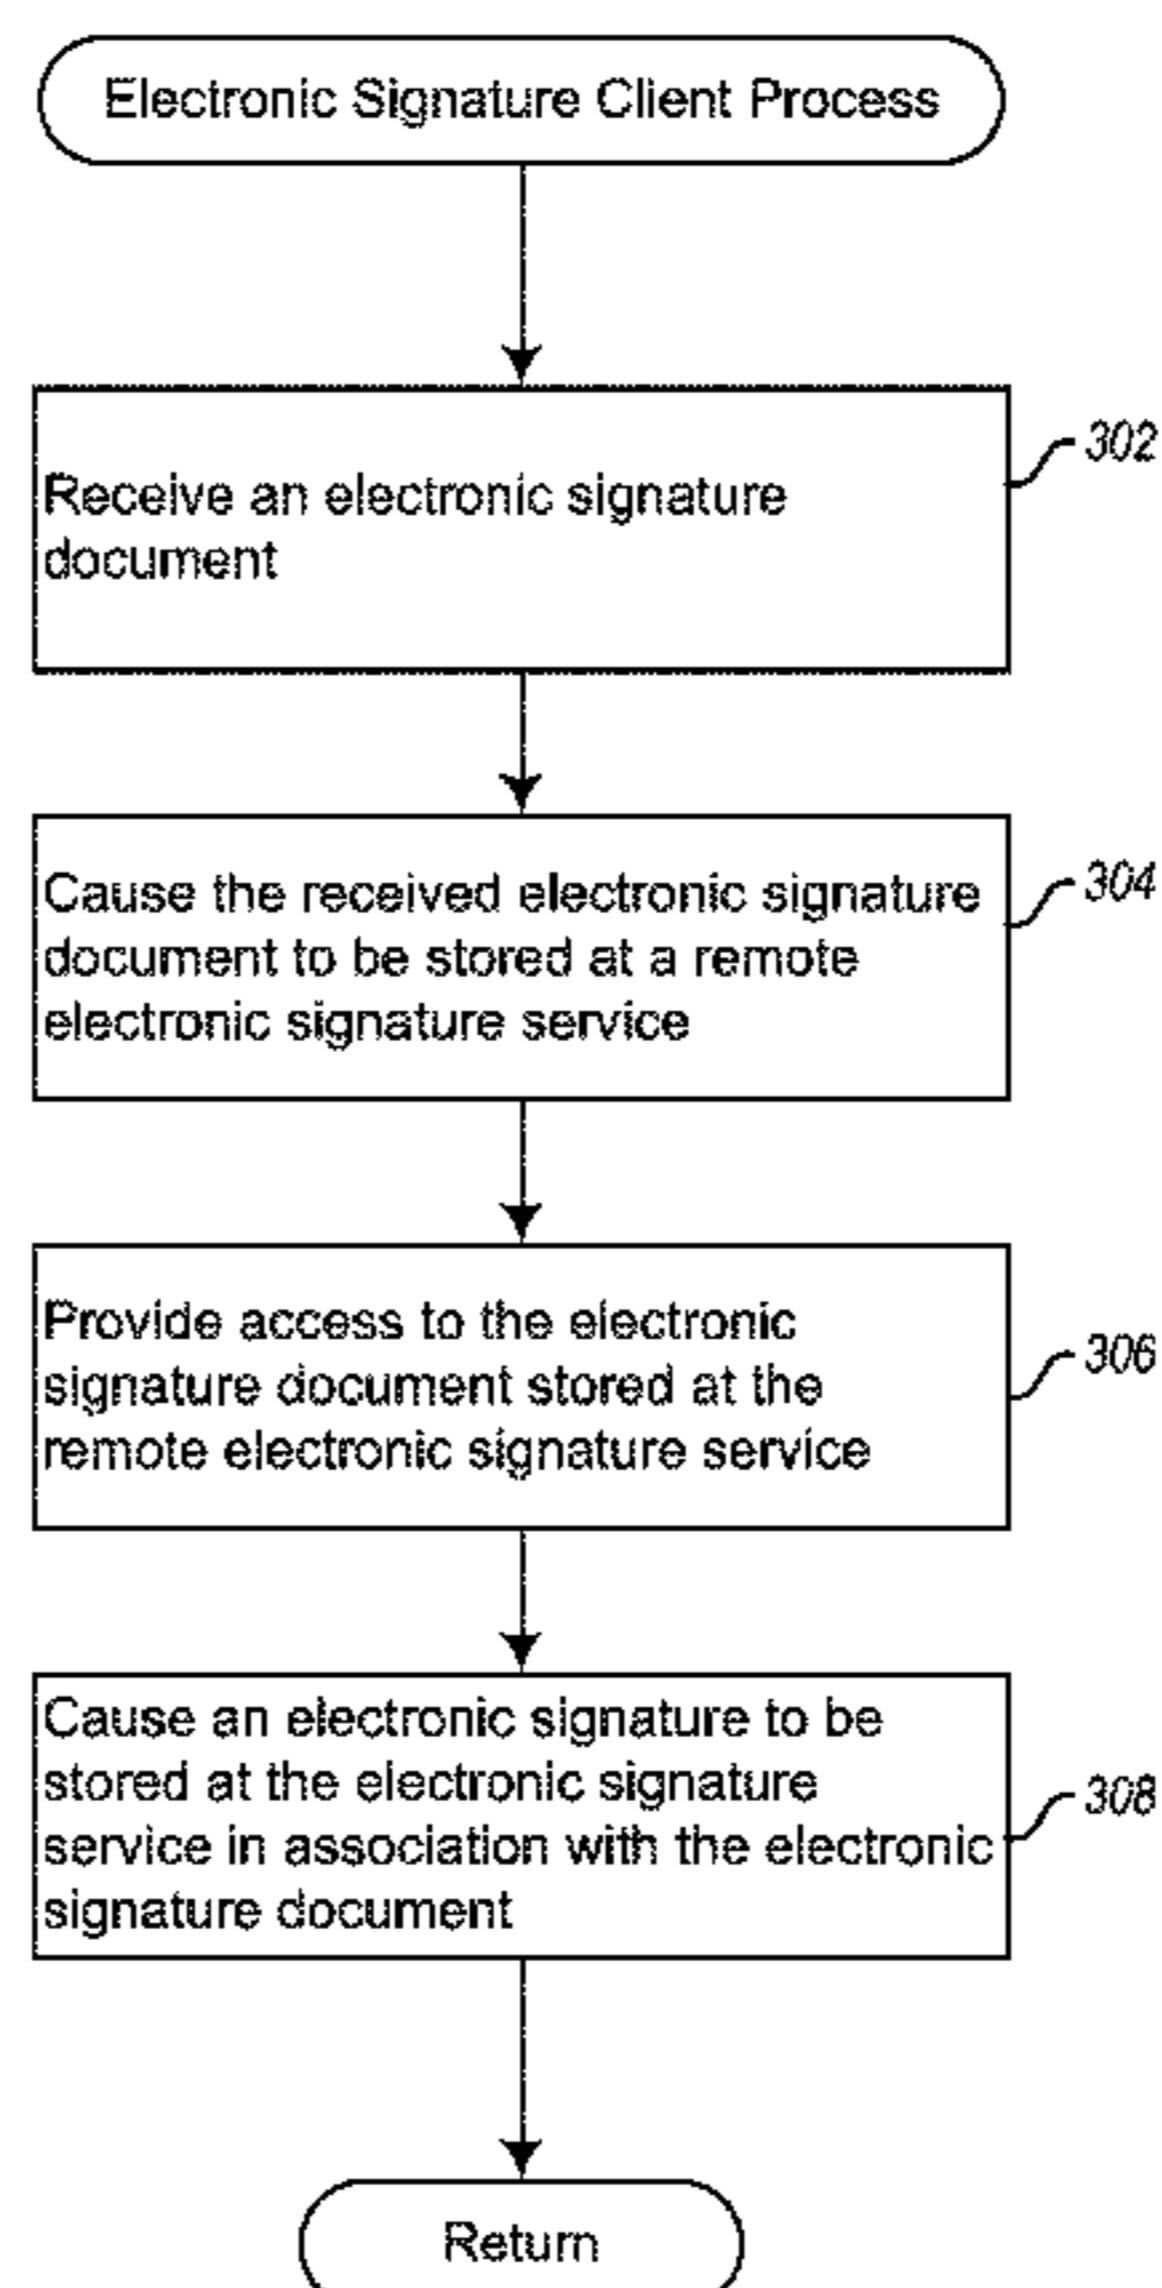 Electronic Signature Client Process
Receive an electronic signature
document
302
Cause the received electronic signature
document to be stored at a remote
electronic signature service
304
Provide access to the electronic
signature document stored at the
remote electronic signature service
306
Cause an electronic signature to be
stored at the electronic signature
service in association with the electronic
signature document
308
Return